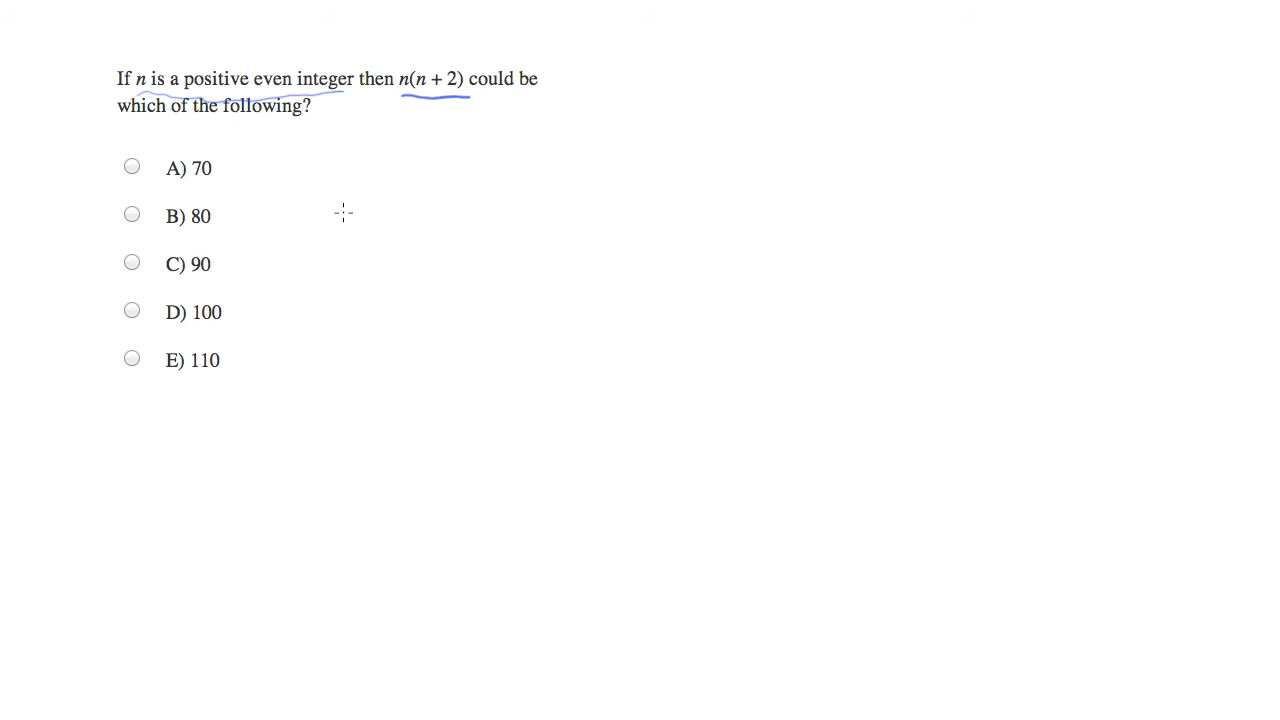 If n is a positive even integer then n(n + 2) could be
which of the following?
A) 70
B) 80
C) 90
D) 100
E) 110